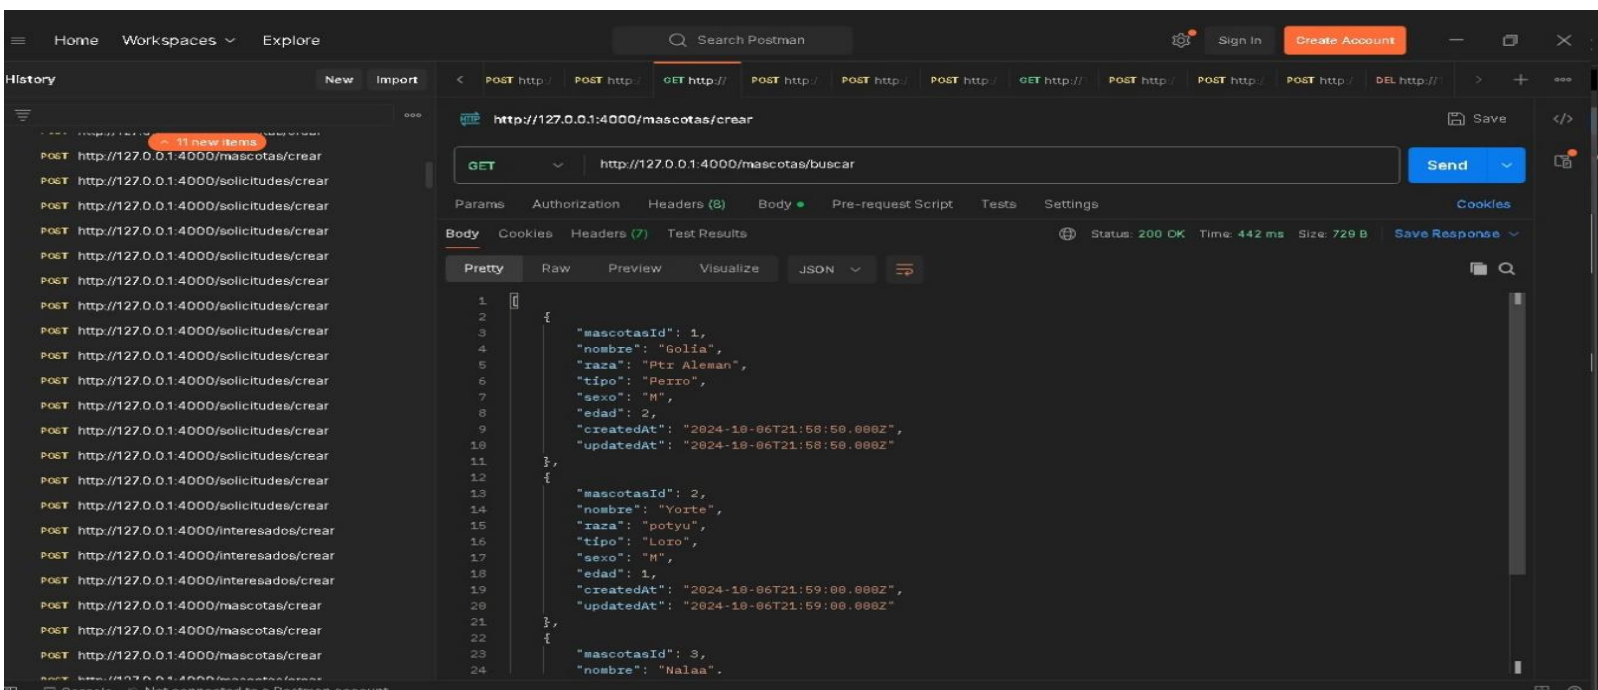 Home Workspaces Explore Search Postman Sign In Create Account
History New Import
POST http:/ POST http:/ GET http:// POST http:/ POST http:/ POST http:/ GET http:// POST http:/ POST http:/ POST http:/ DEL http://
HTTP http://127.0.0.1:4000/mascotas/crear Save
11 new items
GET http://127.0.0.1:4000/mascotas/buscar Send
Params Authorization Headers (8) Body Pre-request Script Tests Settings Cookies
Body Cookies Headers (7) Test Results Status: 200 OK Time: 442 ms Size: 729 B Save Response
Pretty Raw Preview Visualize JSON
POST http://127.0.0.1:4000/mascotas/crear
POST http://127.0.0.1:4000/solicitudes/crear
POST http://127.0.0.1:4000/solicitudes/crear
POST http://127.0.0.1:4000/solicitudes/crear
POST http://127.0.0.1:4000/solicitudes/crear
POST http://127.0.0.1:4000/solicitudes/crear
POST http://127.0.0.1:4000/solicitudes/crear
POST http://127.0.0.1:4000/solicitudes/crear
POST http://127.0.0.1:4000/solicitudes/crear
POST http://127.0.0.1:4000/solicitudes/crear
POST http://127.0.0.1:4000/solicitudes/crear
POST http://127.0.0.1:4000/solicitudes/crear
POST http://127.0.0.1:4000/solicitudes/crear
POST http://127.0.0.1:4000/solicitudes/crear
POST http://127.0.0.1:4000/solicitudes/crear
POST http://127.0.0.1:4000/interesados/crear
POST http://127.0.0.1:4000/interesados/crear
POST http://127.0.0.1:4000/interesados/crear
POST http://127.0.0.1:4000/mascotas/crear
POST http://127.0.0.1:4000/mascotas/crear
POST http://127.0.0.1:4000/mascotas/crear
1 [
2 {
3 "mascotasId": 1,
4 "nombre": "Golia",
5 "raza": "Ptr Aleman",
6 "tipo": "Perro",
7 "sexo": "M",
8 "edad": 2,
9 "createdAt": "2024-10-06T21:58:50.000Z",
10 "updatedAt": "2024-10-06T21:58:50.000Z"
11 },
12 {
13 "mascotasId": 2,
14 "nombre": "Yorte",
15 "raza": "potyu",
16 "tipo": "Loro",
17 "sexo": "M",
18 "edad": 1,
19 "createdAt": "2024-10-06T21:59:00.000Z",
20 "updatedAt": "2024-10-06T21:59:00.000Z"
21 },
22 {
23 "mascotasId": 3,
24 "nombre": "Nalaa",